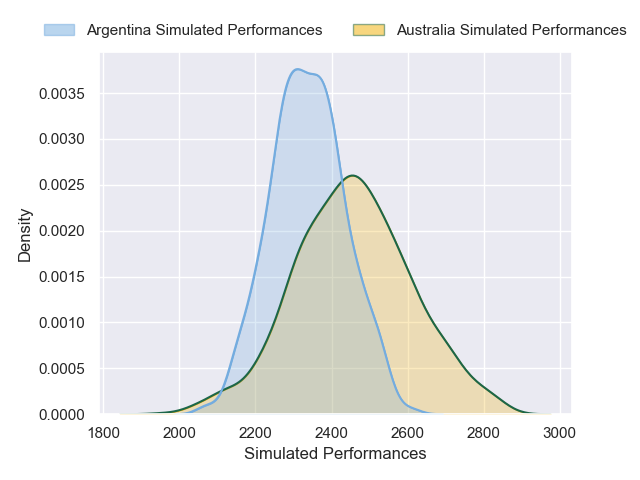 Argentina Simulated Performances Australia Simulated Performances
0.0035
0.0030
0.0025
0.0020
0.0015
0.0010
0.0005
0.0000
Density
1800 2000 2200 2400 2600 2800 3000
Simulated Performances